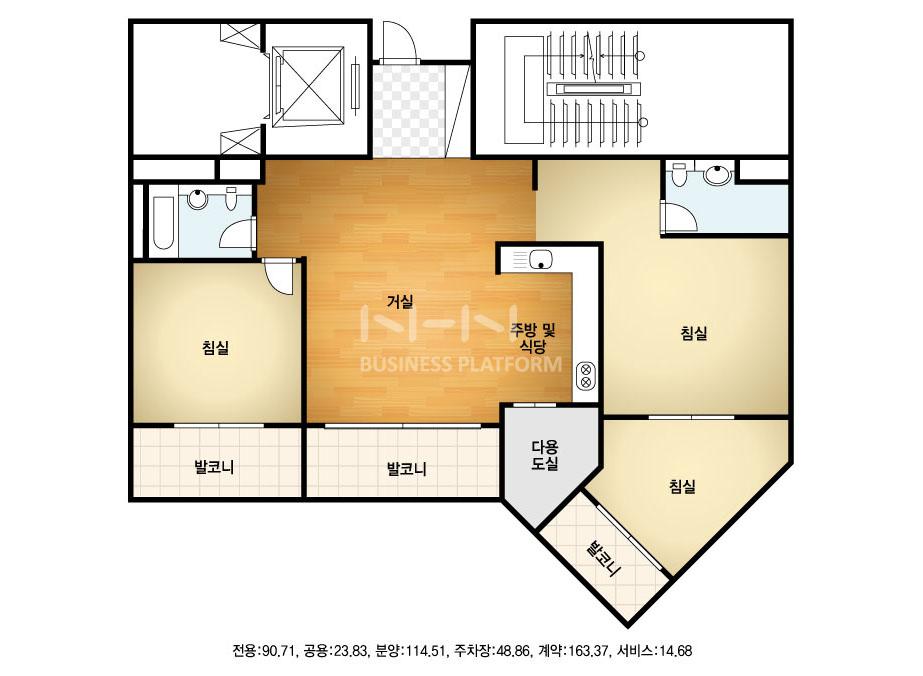 거실
주방 및
식당
침실
침실
BUSINESS PLATFORM
다용
도실
발코니
발코니
침실
발코니
전용:90.71, 공용:23.83, 분양:114.51, 주차장:48.86, 계약:163.37, 서비스:14.68